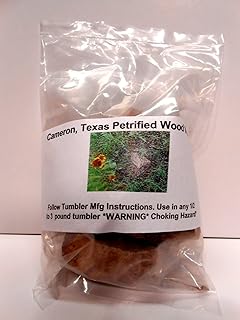 Cameron, Texas Petrified Wood
Follow Tumbler Mfg Instructions. Use in any 1/2
to 3 pound tumbler *WARNING* Choking Hazard!